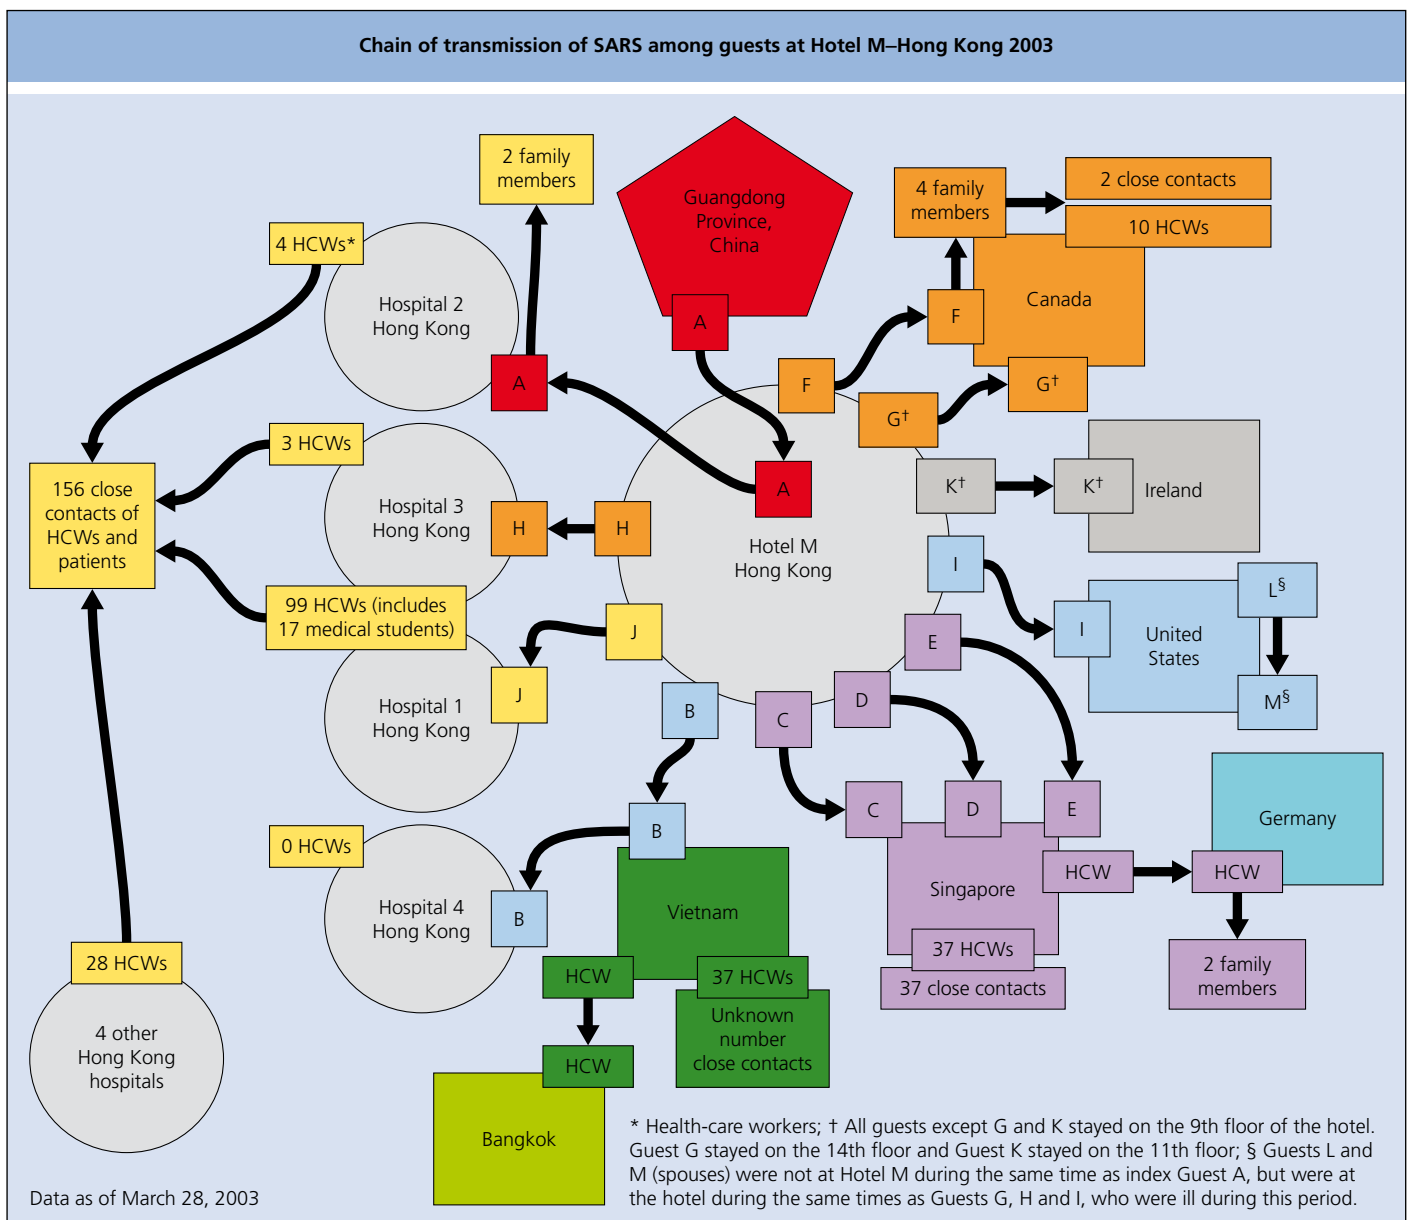 Chain of transmission of SARS among guests at Hotel M–Hong Kong 2003
2 family
members
Guangdong
Province,
China
A
4 family
members
2 close contacts
10 HCWs
4 HCWs*
Hospital 2
Hong Kong
A
F
Canada
F
G†
G†
3 HCWs
156 close
contacts of
HCWs and
patients
Hospital 3
Hong Kong
H
H
A
Hotel M
Hong Kong
K†
K†
Ireland
I
I
United
States
L§
M§
99 HCWs (includes
17 medical students)
J
J
Hospital 1
Hong Kong
E
D
C
B
B
C
D
E
Germany
0 HCWs
Hospital 4
Hong Kong
B
Vietnam
Singapore
HCW
HCW
28 HCWs
HCW
37 HCWs
37 HCWs
37 close contacts
2 family
members
4 other
Hong Kong
hospitals
Unknown
number
close contacts
HCW
Bangkok
* Health-care workers; † All guests except G and K stayed on the 9th floor of the hotel.
Guest G stayed on the 14th floor and Guest K stayed on the 11th floor; § Guests L and
M (spouses) were not at Hotel M during the same time as index Guest A, but were at
the hotel during the same times as Guests G, H and I, who were ill during this period.
Data as of March 28, 2003